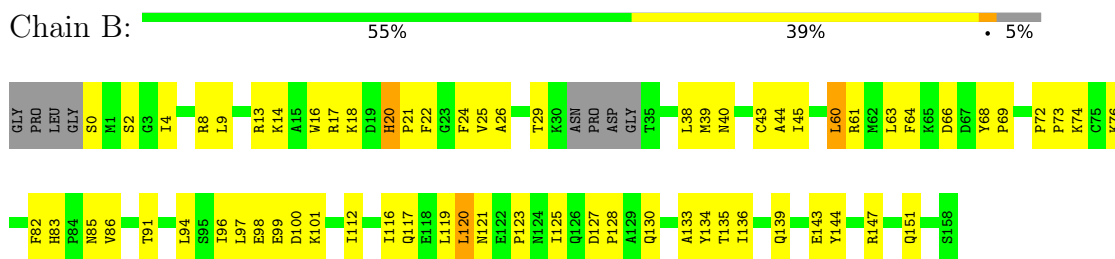 Chain B:
55% 39% • 5%
GLY PRO LEU GLY S0 M1 S2 G3 I4 R8 L9 R13 K14 A15 W16 R17 K18 D19 H20 P21 F22 G23 F24 V25 A26 T29 K30 ASN PRO ASP GLY T35 L38 M39 N40 C43 A44 I45 L60 R61 M62 L63 F64 K65 D66 D67 Y68 P69 P72 P73 K74 C75 K76
F82 H83 P84 N85 V86 T91 L94 S95 I96 L97 E98 E99 D100 K101 I112 I116 Q117 E118 L119 L120 N121 E122 P123 N124 I125 Q126 D127 P128 A129 Q130 A133 Y134 T135 I136 Q139 E143 Y144 R147 Q151 S158